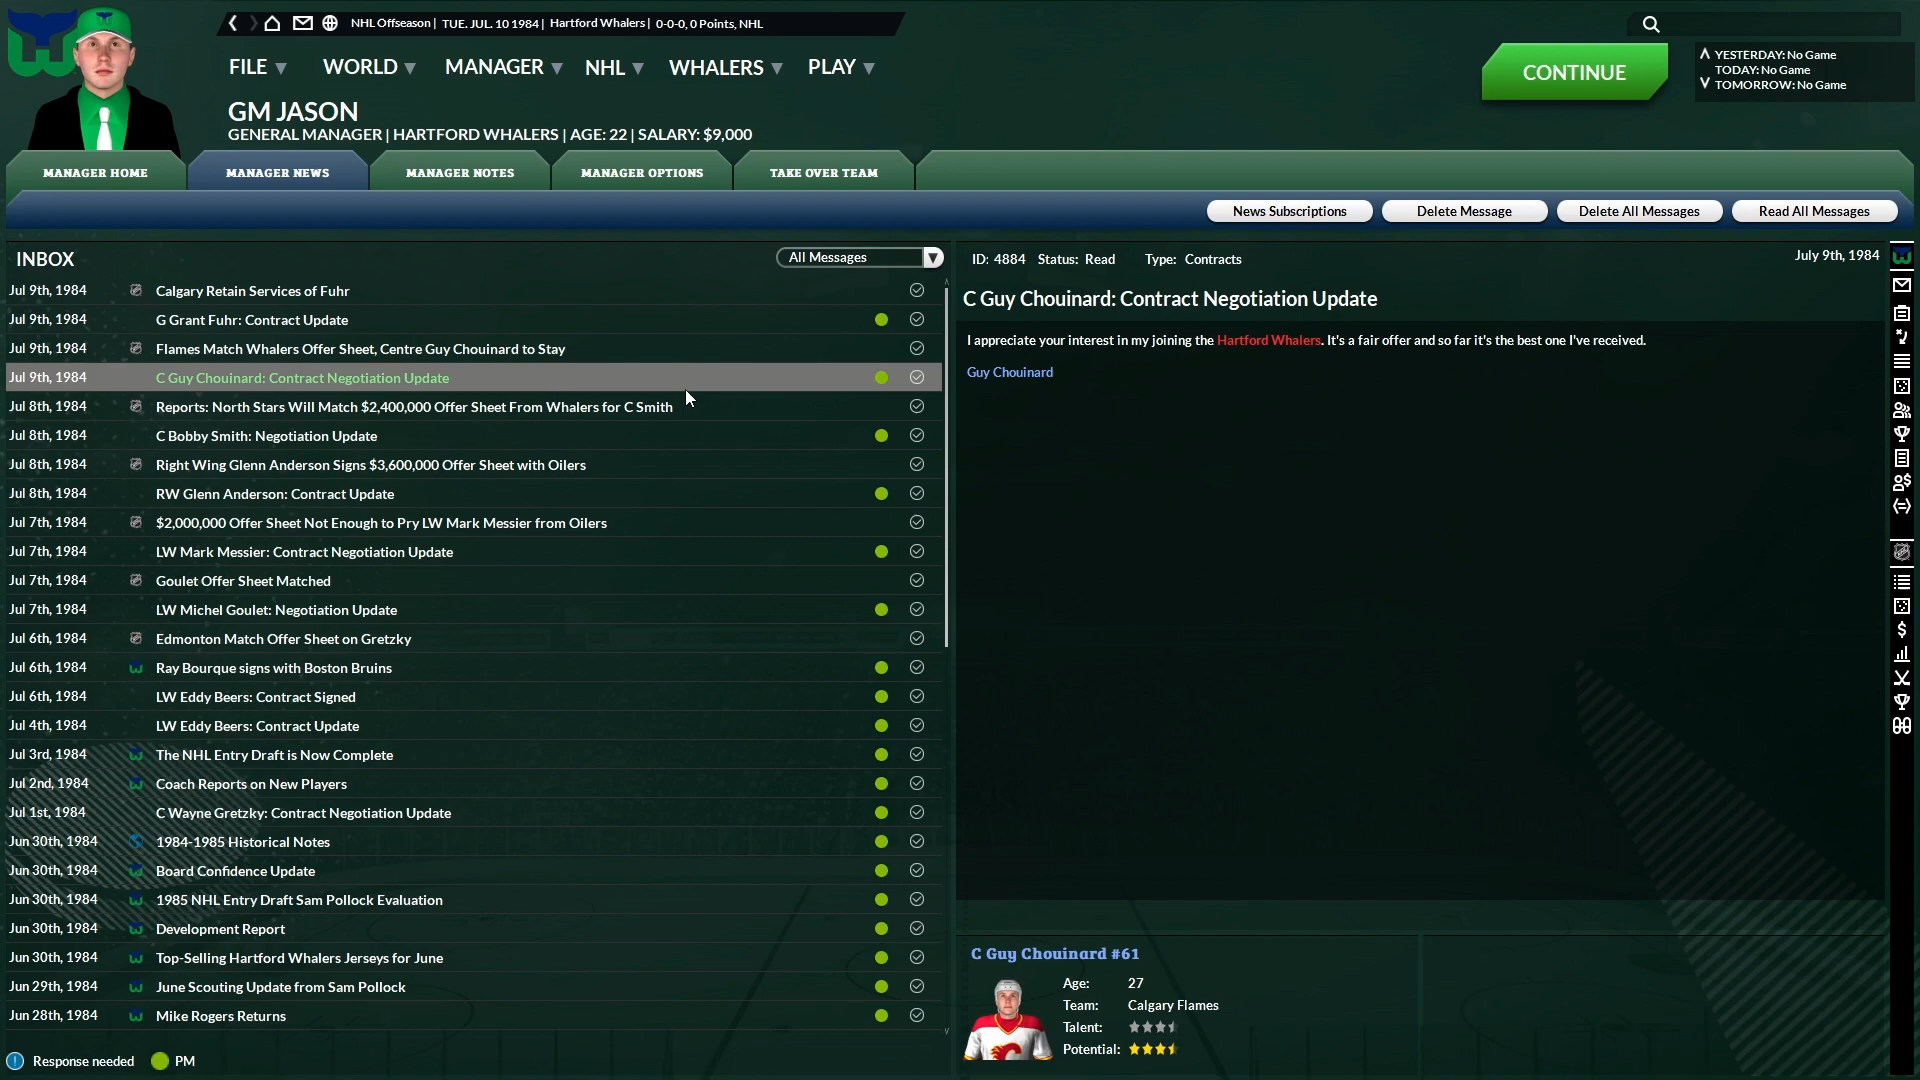 NHL Offseason | TUE. JUL. 10 1984 | Hartford Whalers | 0-0-0, 0 Points, NHL
FILE WORLD MANAGER NHL WHALERS PLAY
CONTINUE
YESTERDAY: No Game
TODAY: No Game
TOMORROW: No Game
GM JASON
GENERAL MANAGER | HARTFORD WHALERS | AGE: 22 | SALARY: $9,000
MANAGER HOME MANAGER NEWS MANAGER NOTES MANAGER OPTIONS TAKE OVER TEAM
News Subscriptions Delete Message Delete All Messages Read All Messages
INBOX All Messages
Jul 9th, 1984 Calgary Retain Services of Fuhr
Jul 9th, 1984 G Grant Fuhr: Contract Update
Jul 9th, 1984 Flames Match Whalers Offer Sheet, Centre Guy Chouinard to Stay
Jul 9th, 1984 C Guy Chouinard: Contract Negotiation Update
Jul 8th, 1984 Reports: North Stars Will Match $2,400,000 Offer Sheet From Whalers for C Smith
Jul 8th, 1984 C Bobby Smith: Negotiation Update
Jul 8th, 1984 Right Wing Glenn Anderson Signs $3,600,000 Offer Sheet with Oilers
Jul 8th, 1984 RW Glenn Anderson: Contract Update
Jul 7th, 1984 $2,000,000 Offer Sheet Not Enough to Pry LW Mark Messier from Oilers
Jul 7th, 1984 LW Mark Messier: Contract Negotiation Update
Jul 7th, 1984 Goulet Offer Sheet Matched
Jul 7th, 1984 LW Michel Goulet: Negotiation Update
Jul 6th, 1984 Edmonton Match Offer Sheet on Gretzky
Jul 6th, 1984 Ray Bourque signs with Boston Bruins
Jul 6th, 1984 LW Eddy Beers: Contract Signed
Jul 4th, 1984 LW Eddy Beers: Contract Update
Jul 3rd, 1984 The NHL Entry Draft is Now Complete
Jul 2nd, 1984 Coach Reports on New Players
Jul 1st, 1984 C Wayne Gretzky: Contract Negotiation Update
Jun 30th, 1984 1984-1985 Historical Notes
Jun 30th, 1984 Board Confidence Update
Jun 30th, 1984 1985 NHL Entry Draft Sam Pollock Evaluation
Jun 30th, 1984 Development Report
Jun 30th, 1984 Top-Selling Hartford Whalers Jerseys for June
Jun 29th, 1984 June Scouting Update from Sam Pollock
Jun 28th, 1984 Mike Rogers Returns
Response needed PM
ID: 4884 Status: Read Type: Contracts July 9th, 1984
C Guy Chouinard: Contract Negotiation Update
I appreciate your interest in my joining the Hartford Whalers. It's a fair offer and so far it's the best one I've received.
Guy Chouinard
C Guy Chouinard #61
Age: 27
Team: Calgary Flames
Talent:
Potential: